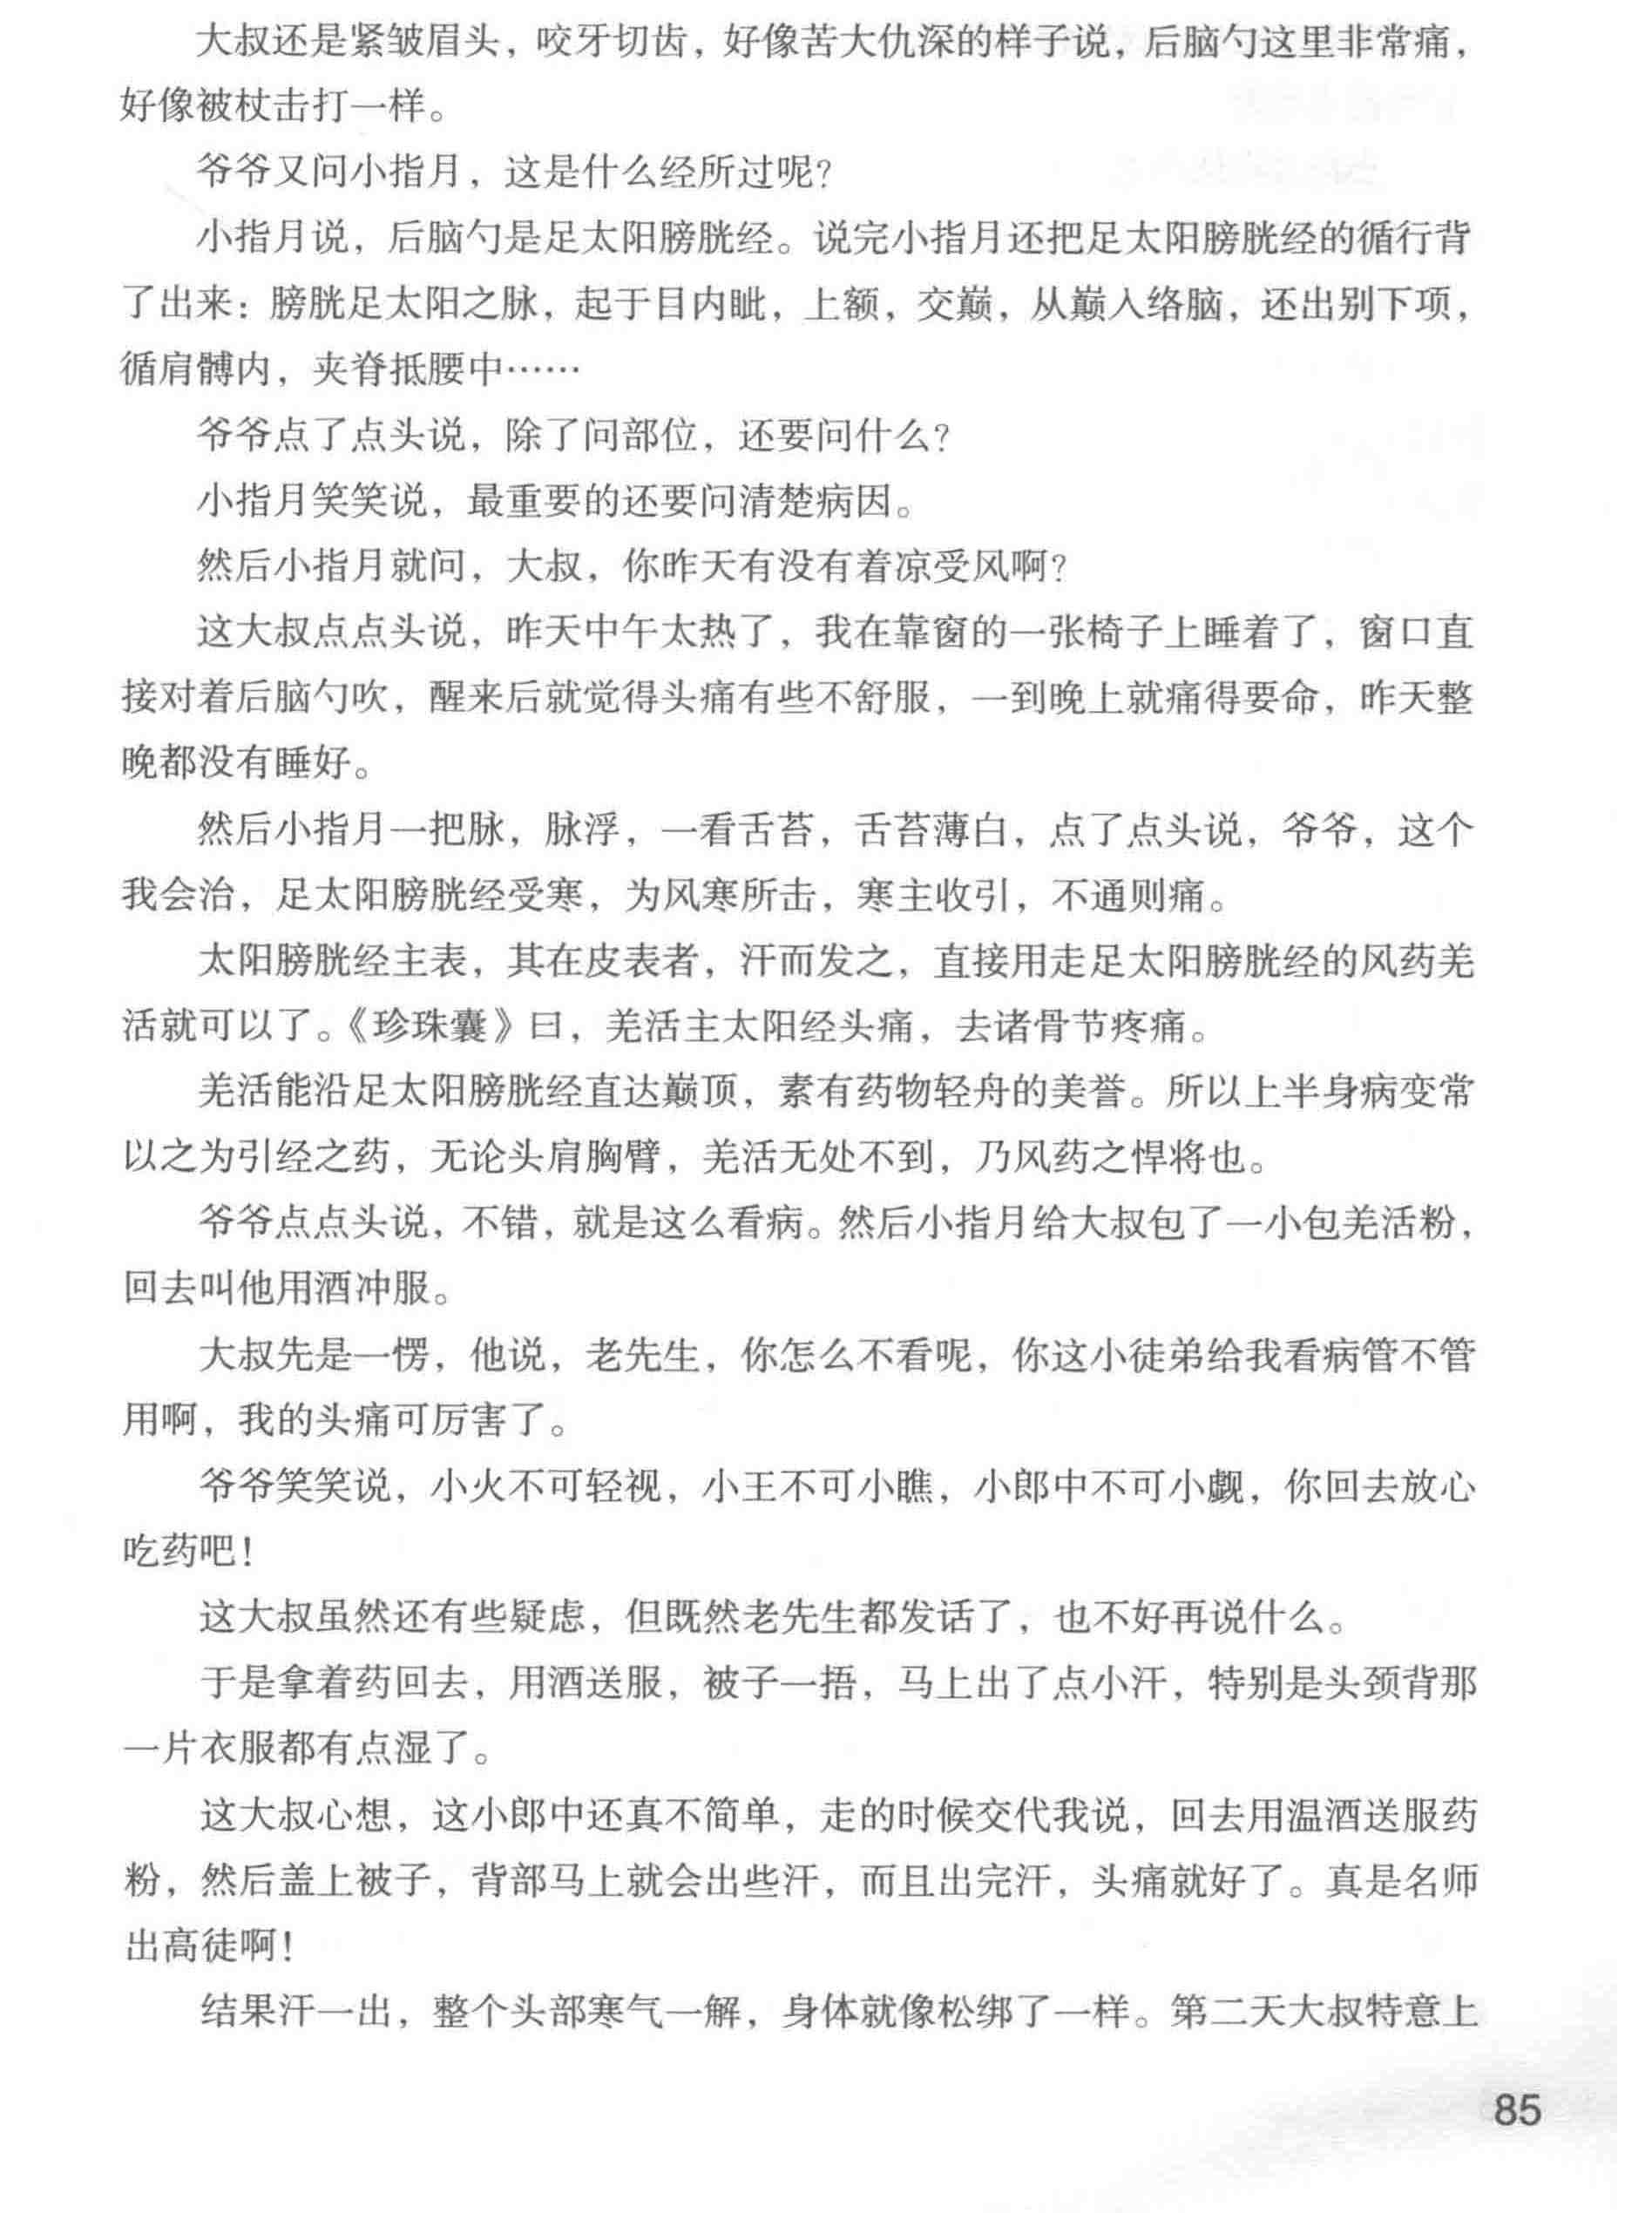 大叔还是紧皱眉头，咬牙切齿，好像苦大仇深的样子说，后脑勺这里非常痛，
好像被杖击打一样。
爷爷又问小指月，这是什么经所过呢？
小指月说，后脑勺是足太阳膀胱经。说完小指月还把足太阳膀胱经的循行背
了出来：膀胱足太阳之脉，起于目内眦，上额，交巅，从巅入络脑，还出别下项，
循肩髆内，夹脊抵腰中……
爷爷点了点头说，除了问部位，还要问什么？
小指月笑笑说，最重要的还要问清楚病因。
然后小指月就问，大叔，你昨天有没有着凉受风啊？
这大叔点点头说，昨天中午太热了，我在靠窗的一张椅子上睡着了，窗口直
接对着后脑勺吹，醒来后就觉得头痛有些不舒服，一到晚上就痛得要命，昨天整
晚都没有睡好。
然后小指月一把脉，脉浮，一看舌苔，舌苔薄白，点了点头说，爷爷，这个
我会治，足太阳膀胱经受寒，为风寒所击，寒主收引，不通则痛。
太阳膀胱经主表，其在皮表者，汗而发之，直接用走足太阳膀胱经的风药羌
活就可以了。《珍珠囊》曰，羌活主太阳经头痛，去诸骨节疼痛。
羌活能沿足太阳膀胱经直达巅顶，素有药物轻舟的美誉。所以上半身病变常
以之为引经之药，无论头肩胸臂，羌活无处不到，乃风药之悍将也。
爷爷点点头说，不错，就是这么看病。然后小指月给大叔包了一小包羌活粉，
回去叫他用酒冲服。
大叔先是一愣，他说，老先生，你怎么不看呢，你这小徒弟给我看病管不管
用啊，我的头痛可厉害了。
爷爷笑笑说，小火不可轻视，小王不可小瞧，小郎中不可小觑，你回去放心
吃药吧！
这大叔虽然还有些疑虑，但既然老先生都发话了，也不好再说什么。
于是拿着药回去，用酒送服，被子一捂，马上出了点小汗，特别是头颈背那
一片衣服都有点湿了。
这大叔心想，这小郎中还真不简单，走的时候交代我说，回去用温酒送服药
粉，然后盖上被子，背部马上就会出些汗，而且出完汗，头痛就好了。真是名师
出高徒啊！
结果汗一出，整个头部寒气一解，身体就像松绑了一样。第二天大叔特意上
85